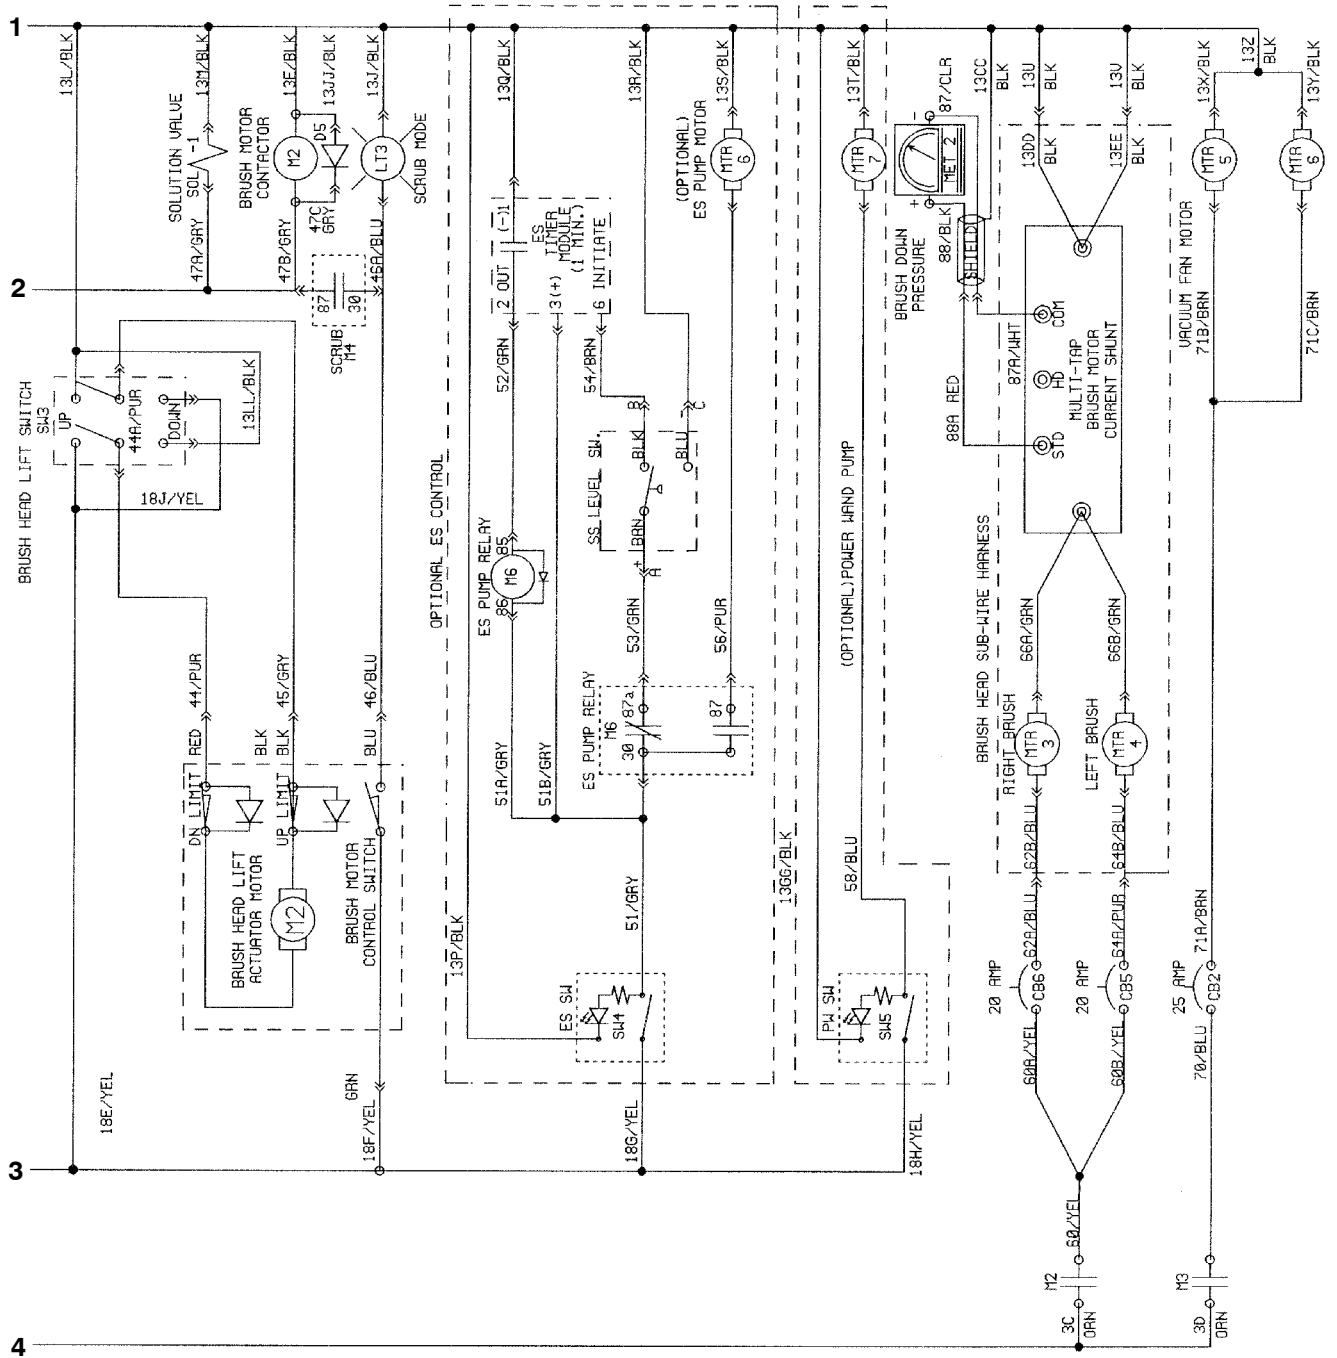 1
2
3
4
13L/BLK
13M/BLK
13E/BLK
13JJ/BLK
13J/BLK
SOLUTION VALVE
SOL -1
BRUSH MOTOR
CONTACTOR
M2
D5
LT3
SCRUB MODE
47A/GRY
47B/GRY
47C
GRY
46A/BLU
87
30
SCRUB
M4
BRUSH HEAD LIFT SWITCH
SW3
UP
44A/PUR
DOWN
13LL/BLK
18J/YEL
44/PUR
45/GRY
46/BLU
RED
BLK
BLK
BLU
DN LIMIT
UP LIMIT
BRUSH HEAD LIFT
ACTUATOR MOTOR
M2
BRUSH MOTOR
CONTROL SWITCH
18E/YEL
GRN
18F/YEL
OPTIONAL ES CONTROL
13Q/BLK
13R/BLK
13S/BLK
(OPTIONAL)
ES PUMP MOTOR
MTR
6
1 (-)
2 OUT
ES
TIMER
MODULE
(1 MIN.)
3(+)
6 INITIATE
52/GRN
54/BRN
B
C
BLK
BLU
-
SS LEVEL SW.
BRN
+
A
ES PUMP RELAY
85
M6
86
53/GRN
56/PUR
ES PUMP RELAY
M6
87a
30
87
51A/GRY
51B/GRY
51/GRY
13P/BLK
ES SW
SW4
18G/YEL
13T/BLK
MTR
7
(OPTIONAL)POWER WAND PUMP
13GG/BLK
58/BLU
PW SW
SW5
18H/YEL
87/CLR
-
MET 2
+
88/BLK
BRUSH DOWN
PRESSURE
SHIELD
13CC
BLK
13U
BLK
13V
BLK
13DD
BLK
13EE
BLK
87A/WHT
88A RED
COM
HD
STD
MULTI-TAP
BRUSH MOTOR
CURRENT SHUNT
BRUSH HEAD SUB-WIRE HARNESS
66A/GRN
66B/GRN
RIGHT BRUSH
MTR
3
LEFT BRUSH
MTR
4
62B/BLU
64B/BLU
62A/BLU
64A/PUR
20 AMP
CB6
20 AMP
CB5
60A/YEL
60B/YEL
60/YEL
M2
3C
ORN
13Z
BLK
13X/BLK
13Y/BLK
MTR
5
MTR
6
VACUUM FAN MOTOR
71B/BRN
71C/BRN
71A/BRN
25 AMP
CB2
70/BLU
M3
3D
ORN